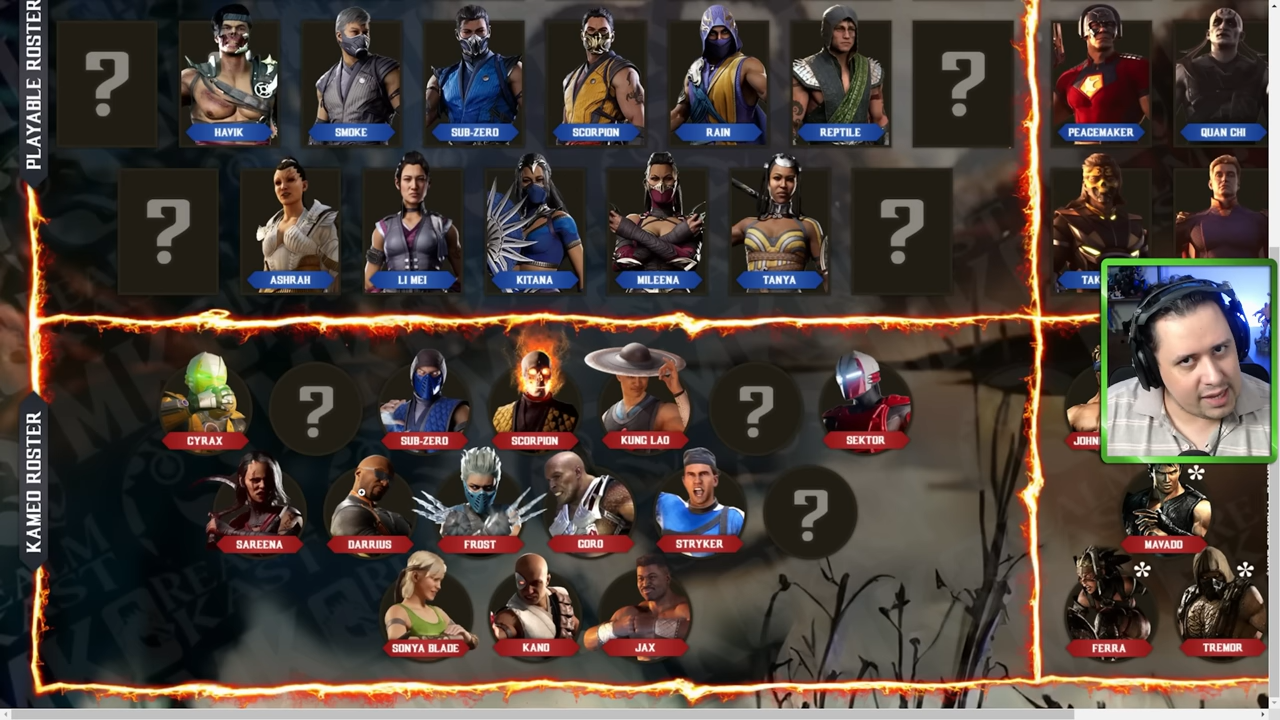 PLAYABLE ROSTER
?
HAVIK
SMOKE
SUB-ZERO
SCORPION
RAIN
REPTILE
?
PEACEMAKER
QUAN CHI
?
ASHRAH
LI MEI
KITANA
MILEENA
TANYA
?
TAK
KAMEO ROSTER
CYRAX
?
SUB-ZERO
SCORPION
KUNG LAO
?
SEKTOR
JOHN
SAREENA
DARRIUS
FROST
GORO
STRYKER
?
*
MAVADO
SONYA BLADE
KANO
JAX
*
FERRA
*
TREMOR